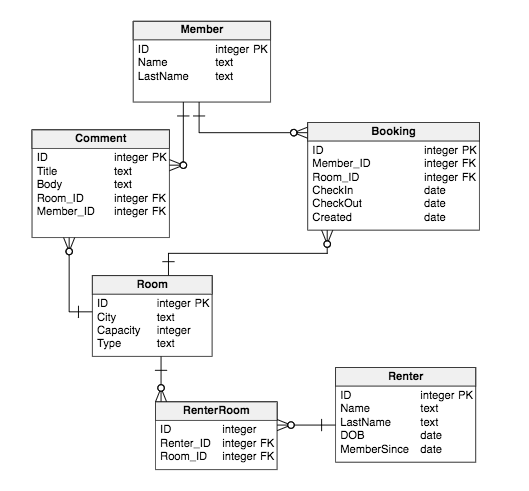 Member
ID integer PK
Name text
LastName text
Comment
ID integer PK
Title text
Body text
Room_ID integer FK
Member_ID integer FK
Booking
ID integer PK
Member_ID integer FK
Room_ID integer FK
CheckIn date
CheckOut date
Created date
Room
ID integer PK
City text
Capacity integer
Type text
RenterRoom
ID integer
Renter_ID integer FK
Room_ID integer FK
Renter
ID integer PK
Name text
LastName text
DOB date
MemberSince date